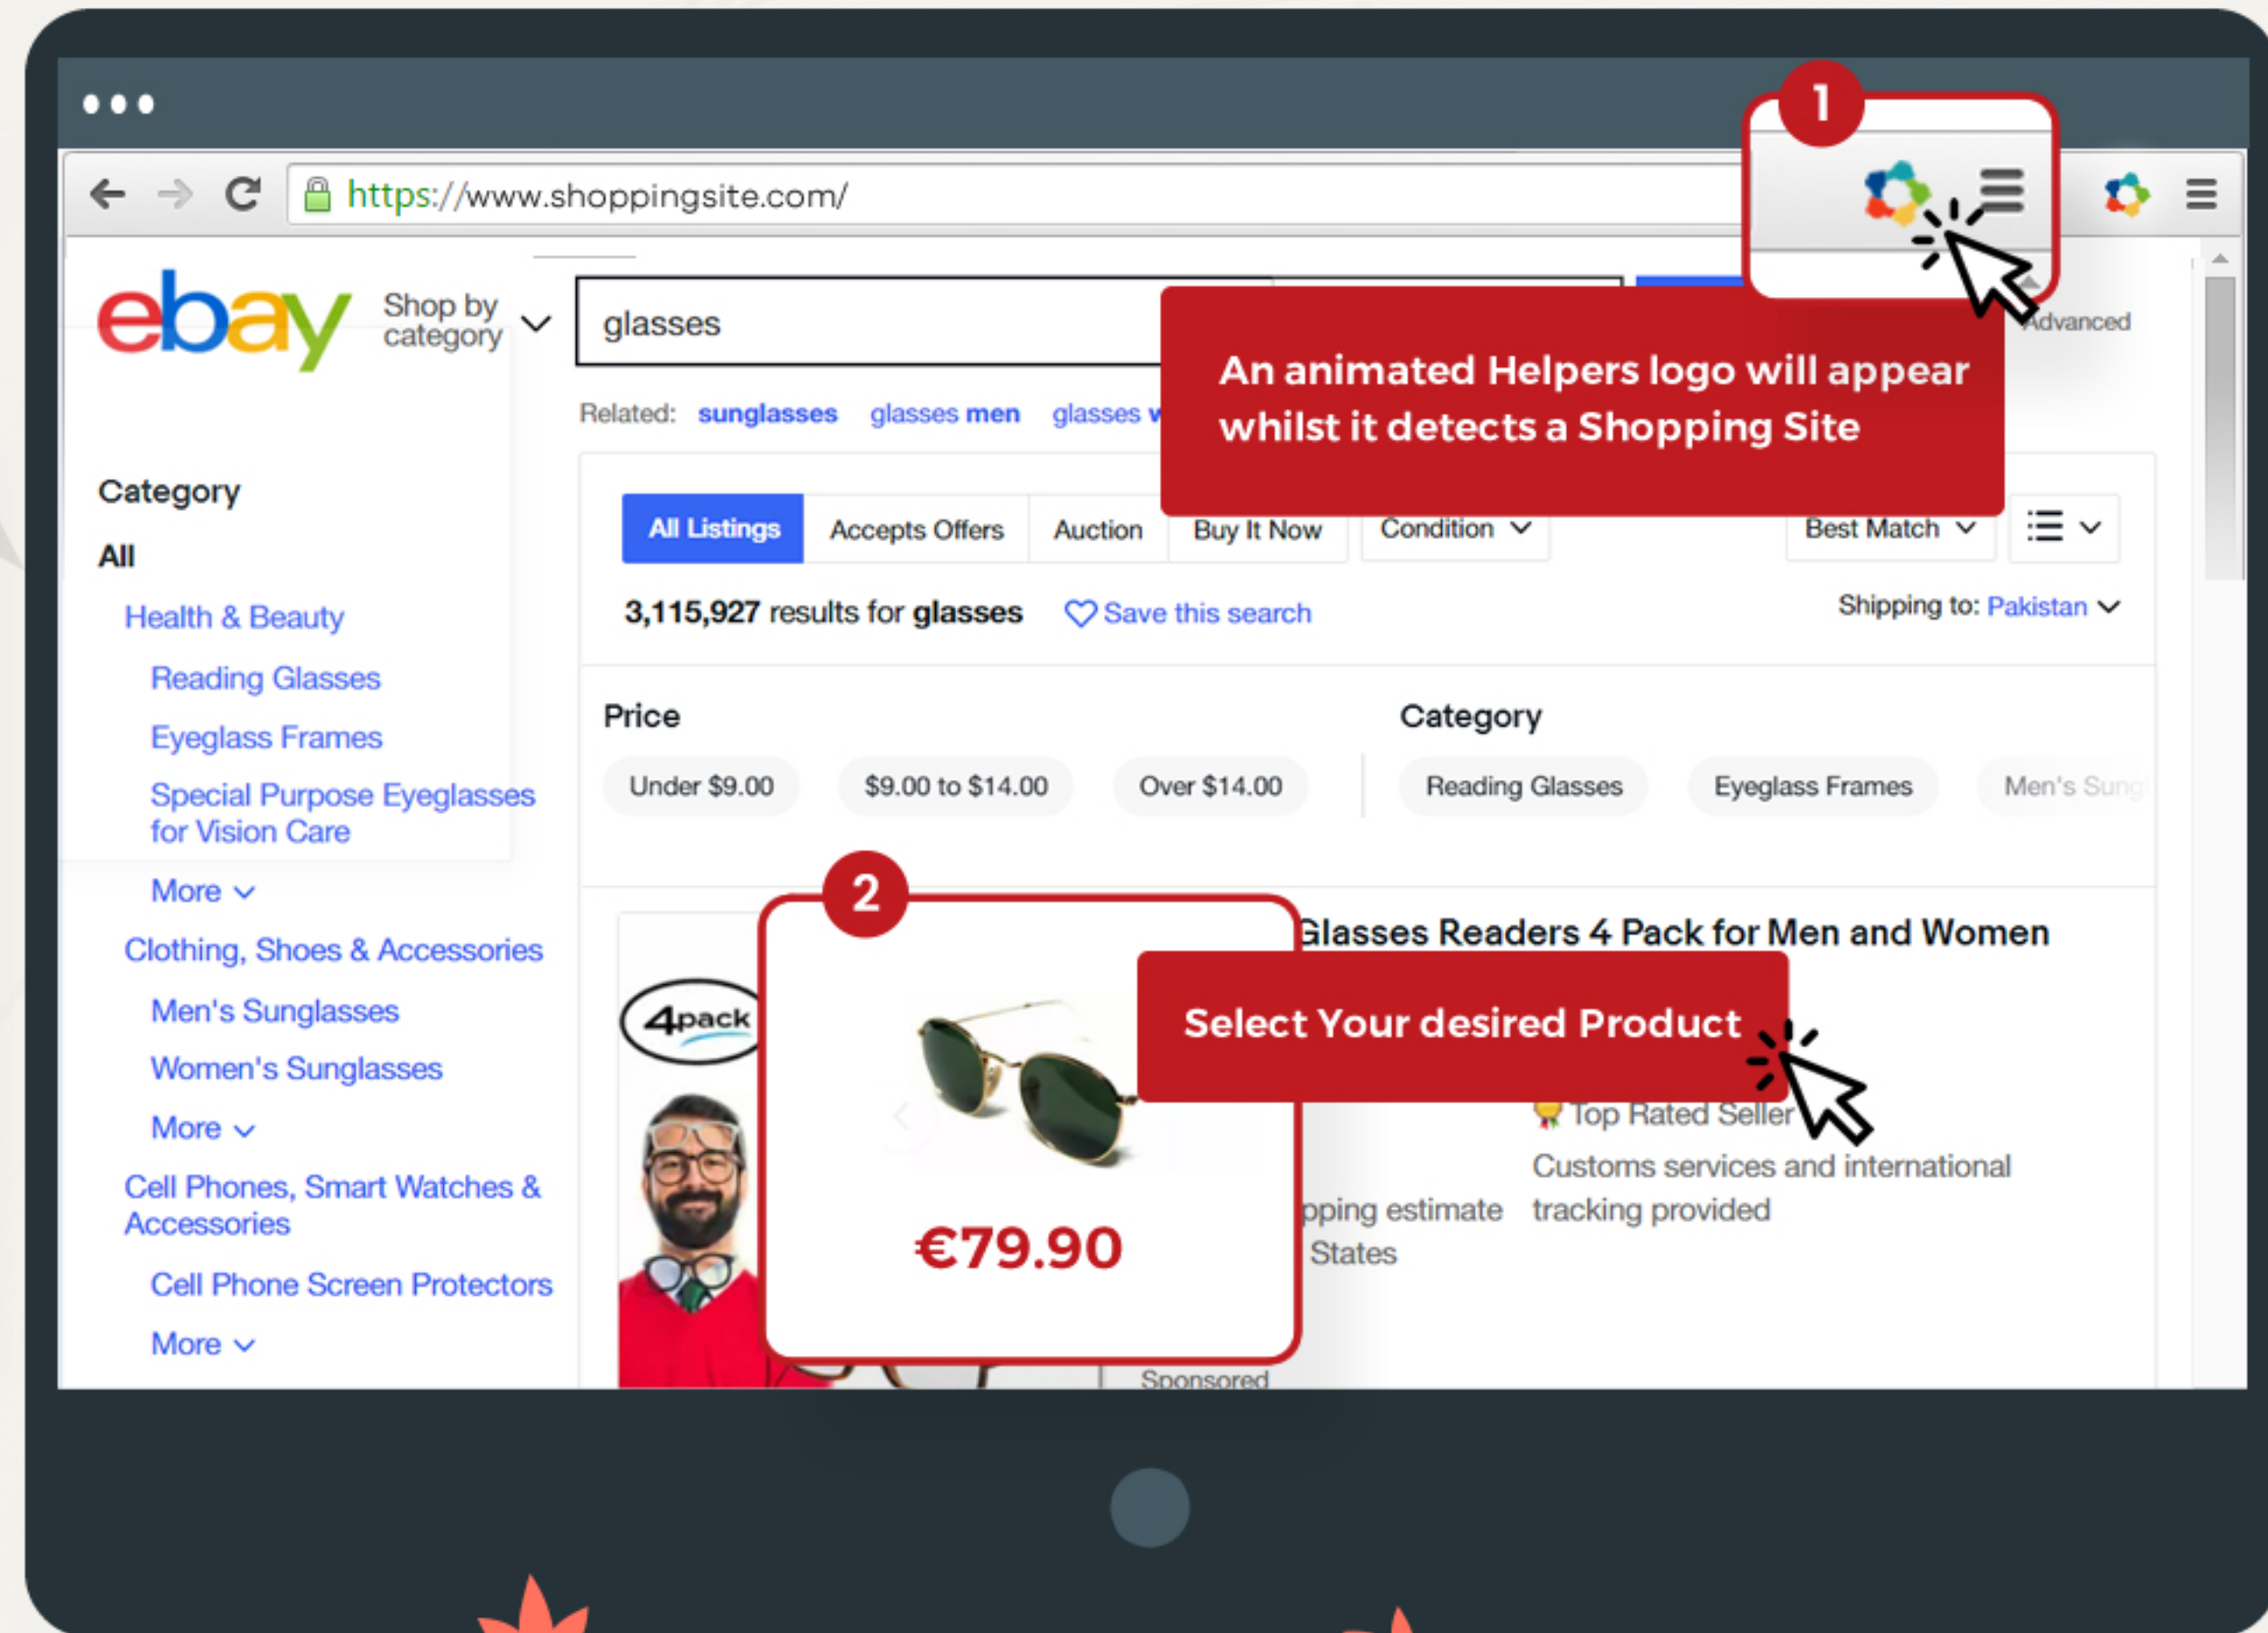 1
https://www.shoppingsite.com/
ebay
Shop by
category
glasses
Advanced
An animated Helpers logo will appear
whilst it detects a Shopping Site
Related: sunglasses glasses men glasses
Category
All
Health & Beauty
Reading Glasses
Eyeglass Frames
Special Purpose Eyeglasses
for Vision Care
More
Clothing, Shoes & Accessories
Men's Sunglasses
Women's Sunglasses
More
Cell Phones, Smart Watches &
Accessories
Cell Phone Screen Protectors
More
All Listings Accepts Offers Auction Buy It Now Condition Best Match
3,115,927 results for glasses Save this search Shipping to: Pakistan
Price Category
Under $9.00 $9.00 to $14.00 Over $14.00 Reading Glasses Eyeglass Frames Men's Sung
2
Glasses Readers 4 Pack for Men and Women
4pack
Select Your desired Product
Top Rated Seller
Customs services and international
pping estimate tracking provided
States
€79.90
Sponsored